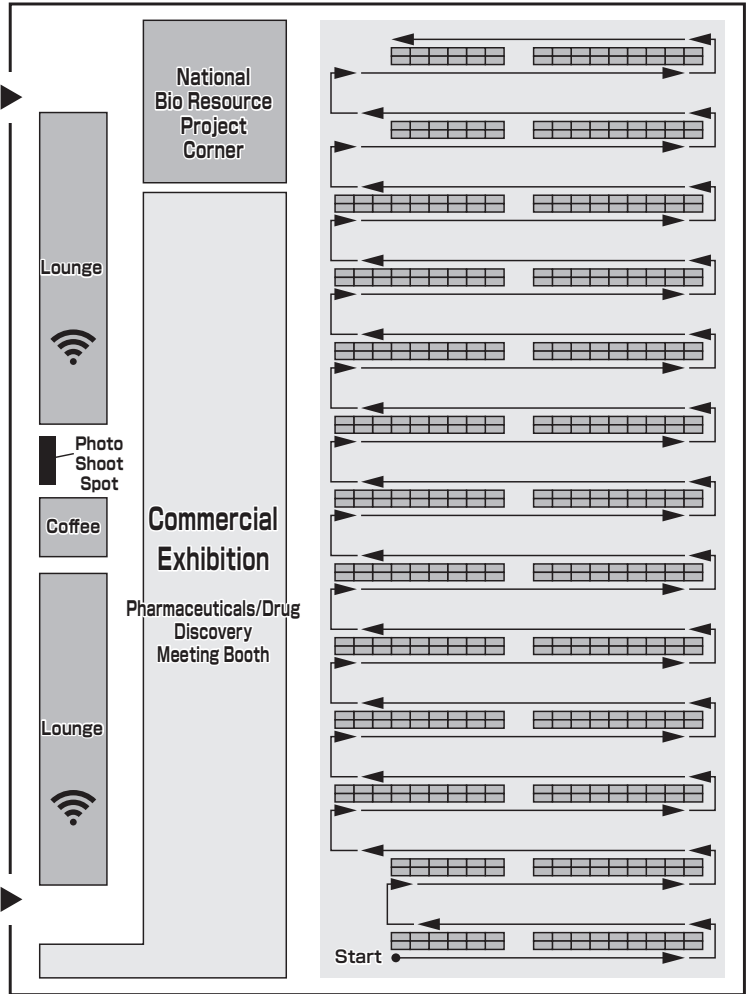 National
Bio Resource
Project
Corner
Lounge
Photo
Shoot
Spot
Coffee
Commercial
Exhibition
Pharmaceuticals/Drug
Discovery
Meeting Booth
Lounge
Start